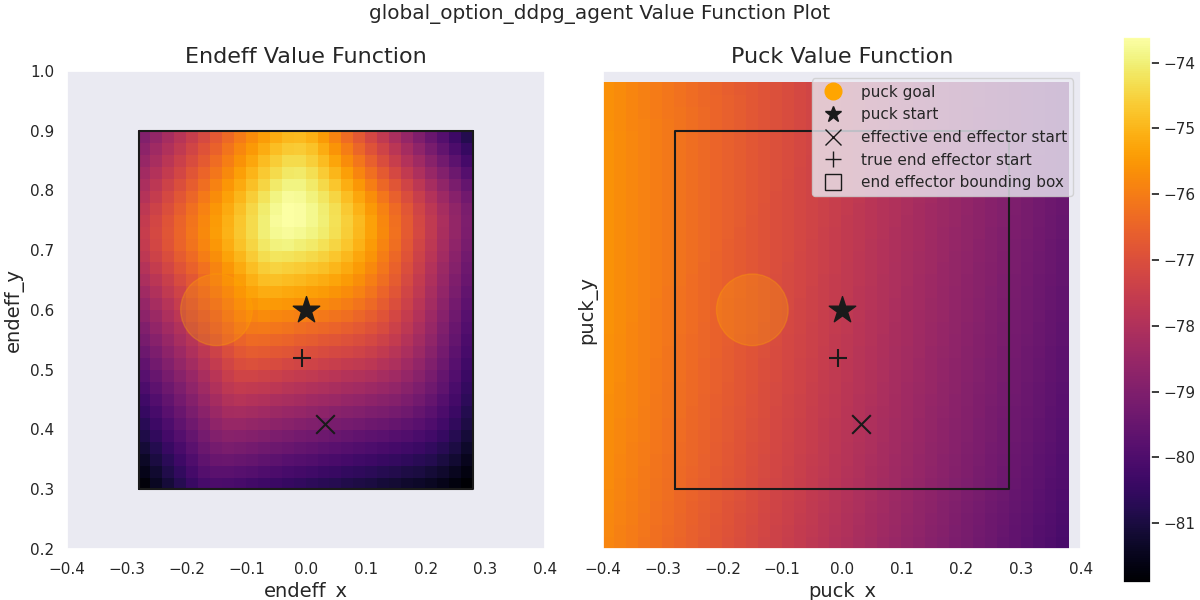 global_option_ddpg_agent Value Function Plot
Endeff Value Function
Puck Value Function
1.0
0.9
0.8
0.7
0.6
0.5
0.4
0.3
0.2
endeff_y
−0.4 −0.3 −0.2 −0.1 0.0 0.1 0.2 0.3 0.4
endeff_x
puck_y
puck goal
puck start
effective end effector start
true end effector start
end effector bounding box
−0.4 −0.3 −0.2 −0.1 0.0 0.1 0.2 0.3 0.4
puck_x
−74
−75
−76
−77
−78
−79
−80
−81